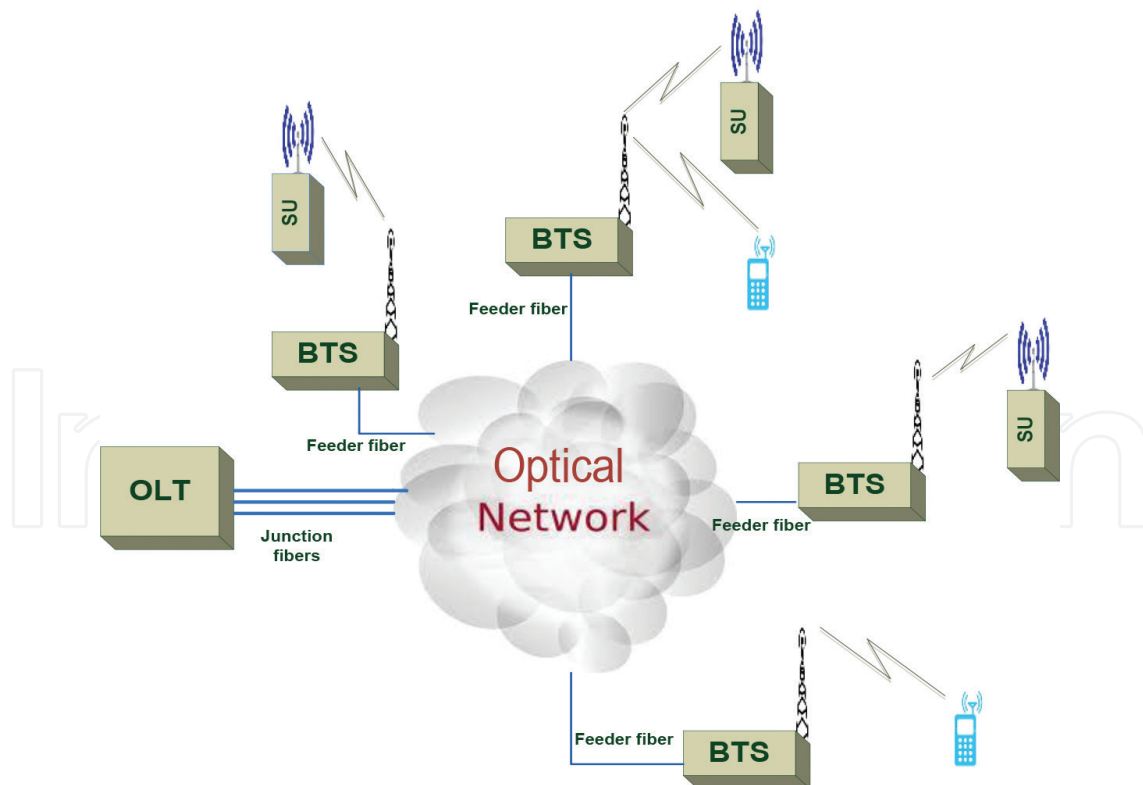 SU
SU
BTS
Feeder fiber
BTS
Feeder fiber
SU
OLT
Junction
fibers
Optical
Network
BTS
Feeder fiber
Feeder fiber
BTS